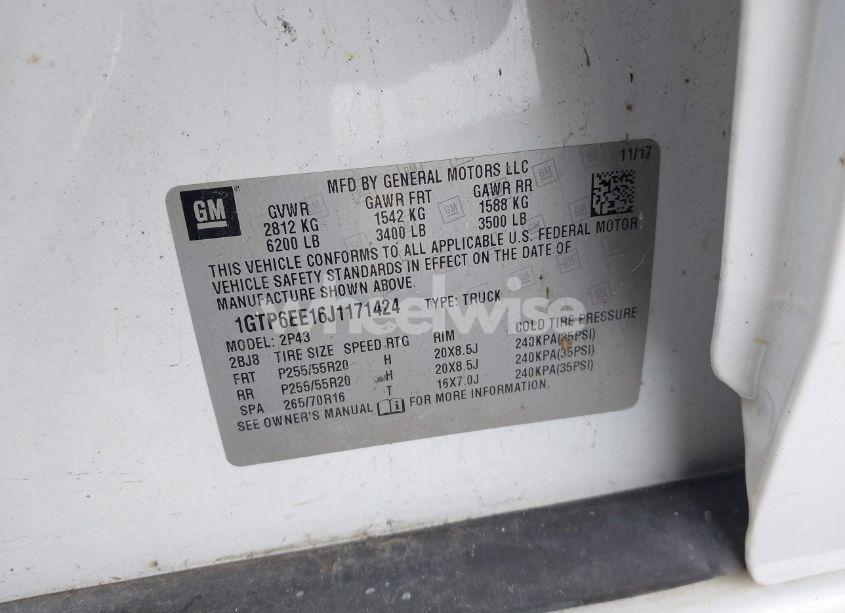 GM
MFD BY GENERAL MOTORS LLC
11/17
GVWR GAWR FRT GAWR RR
2812 KG 1542 KG 1588 KG
6200 LB 3400 LB 3500 LB
THIS VEHICLE CONFORMS TO ALL APPLICABLE U.S. FEDERAL MOTOR
VEHICLE SAFETY STANDARDS IN EFFECT ON THE DATE OF
MANUFACTURE SHOWN ABOVE.
1GTP6EE16J1171424 TYPE: TRUCK
MODEL: 2P43
2BJ8 TIRE SIZE SPEED RTG RIM COLD TIRE PRESSURE
FRT P255/55R20 H 20X8.5J 240KPA(35PSI)
RR P255/55R20 H 20X8.5J 240KPA(35PSI)
SPA 265/70R16 T 16X7.0J 240KPA(35PSI)
SEE OWNER'S MANUAL FOR MORE INFORMATION.
wheelwise